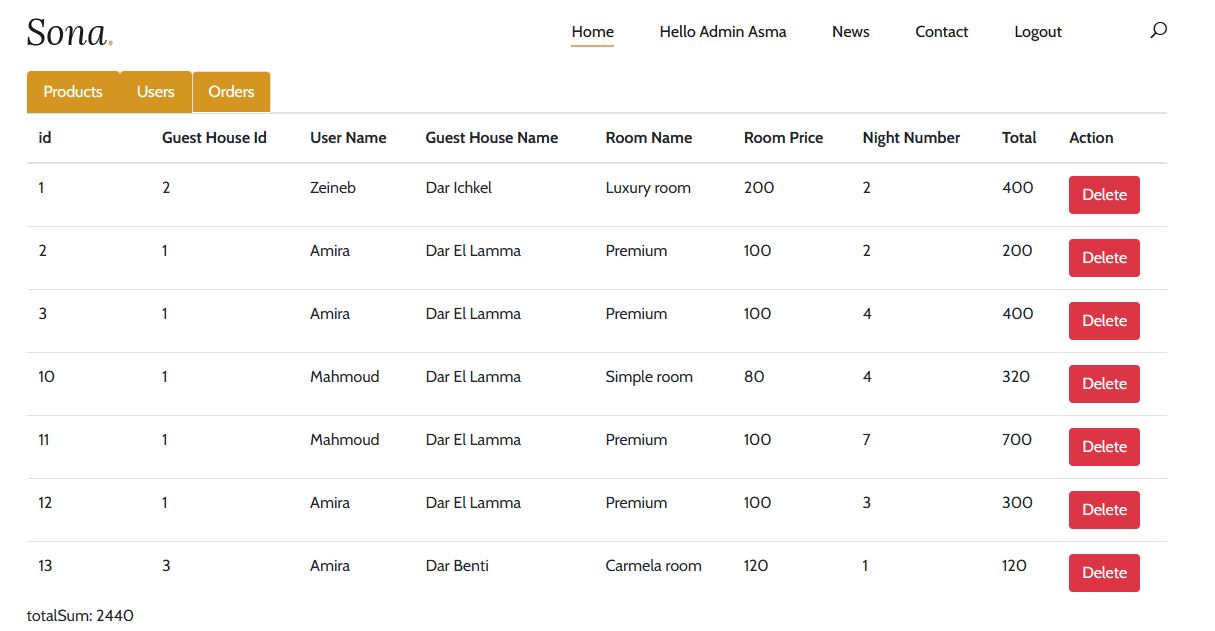 Sona.
Home Hello Admin Asma News Contact Logout
Products Users Orders
id Guest House Id User Name Guest House Name Room Name Room Price Night Number Total Action
1 2 Zeineb Dar Ichkel Luxury room 200 2 400 Delete
2 1 Amira Dar El Lamma Premium 100 2 200 Delete
3 1 Amira Dar El Lamma Premium 100 4 400 Delete
10 1 Mahmoud Dar El Lamma Simple room 80 4 320 Delete
11 1 Mahmoud Dar El Lamma Premium 100 7 700 Delete
12 1 Amira Dar El Lamma Premium 100 3 300 Delete
13 3 Amira Dar Benti Carmela room 120 1 120 Delete
totalSum: 2440